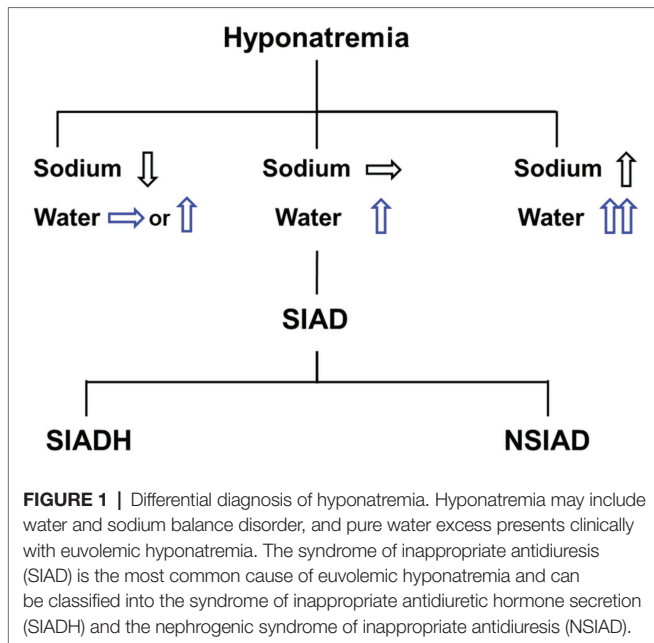 Hyponatremia
Sodium ⇩ Sodium ⇨ Sodium ⇧
Water ⇨ or ⇧ Water ⇧ Water ⇧⇧
SIAD
SIADH NSIAD
FIGURE 1 | Differential diagnosis of hyponatremia. Hyponatremia may include
water and sodium balance disorder, and pure water excess presents clinically
with euvolemic hyponatremia. The syndrome of inappropriate antidiuresis
(SIAD) is the most common cause of euvolemic hyponatremia and can
be classified into the syndrome of inappropriate antidiuretic hormone secretion
(SIADH) and the nephrogenic syndrome of inappropriate antidiuresis (NSIAD).